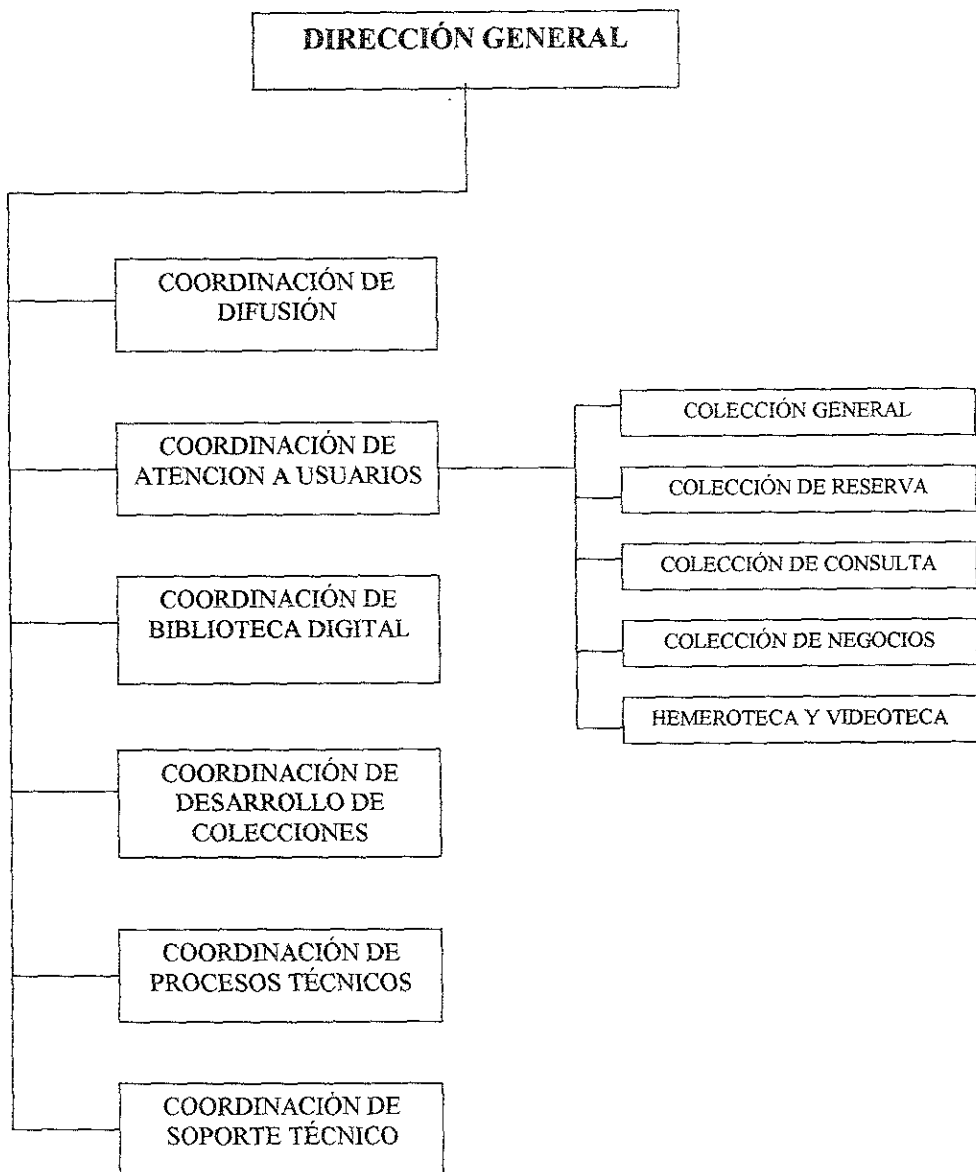 DIRECCIÓN GENERAL
COORDINACIÓN DE
DIFUSIÓN
COORDINACIÓN DE
ATENCION A USUARIOS
COLECCIÓN GENERAL
COLECCIÓN DE RESERVA
COLECCIÓN DE CONSULTA
COLECCIÓN DE NEGOCIOS
HEMEROTECA Y VIDEOTECA
COORDINACIÓN DE
BIBLIOTECA DIGITAL
COORDINACIÓN DE
DESARROLLO DE
COLECCIONES
COORDINACIÓN DE
PROCESOS TÉCNICOS
COORDINACIÓN DE
SOPORTE TÉCNICO